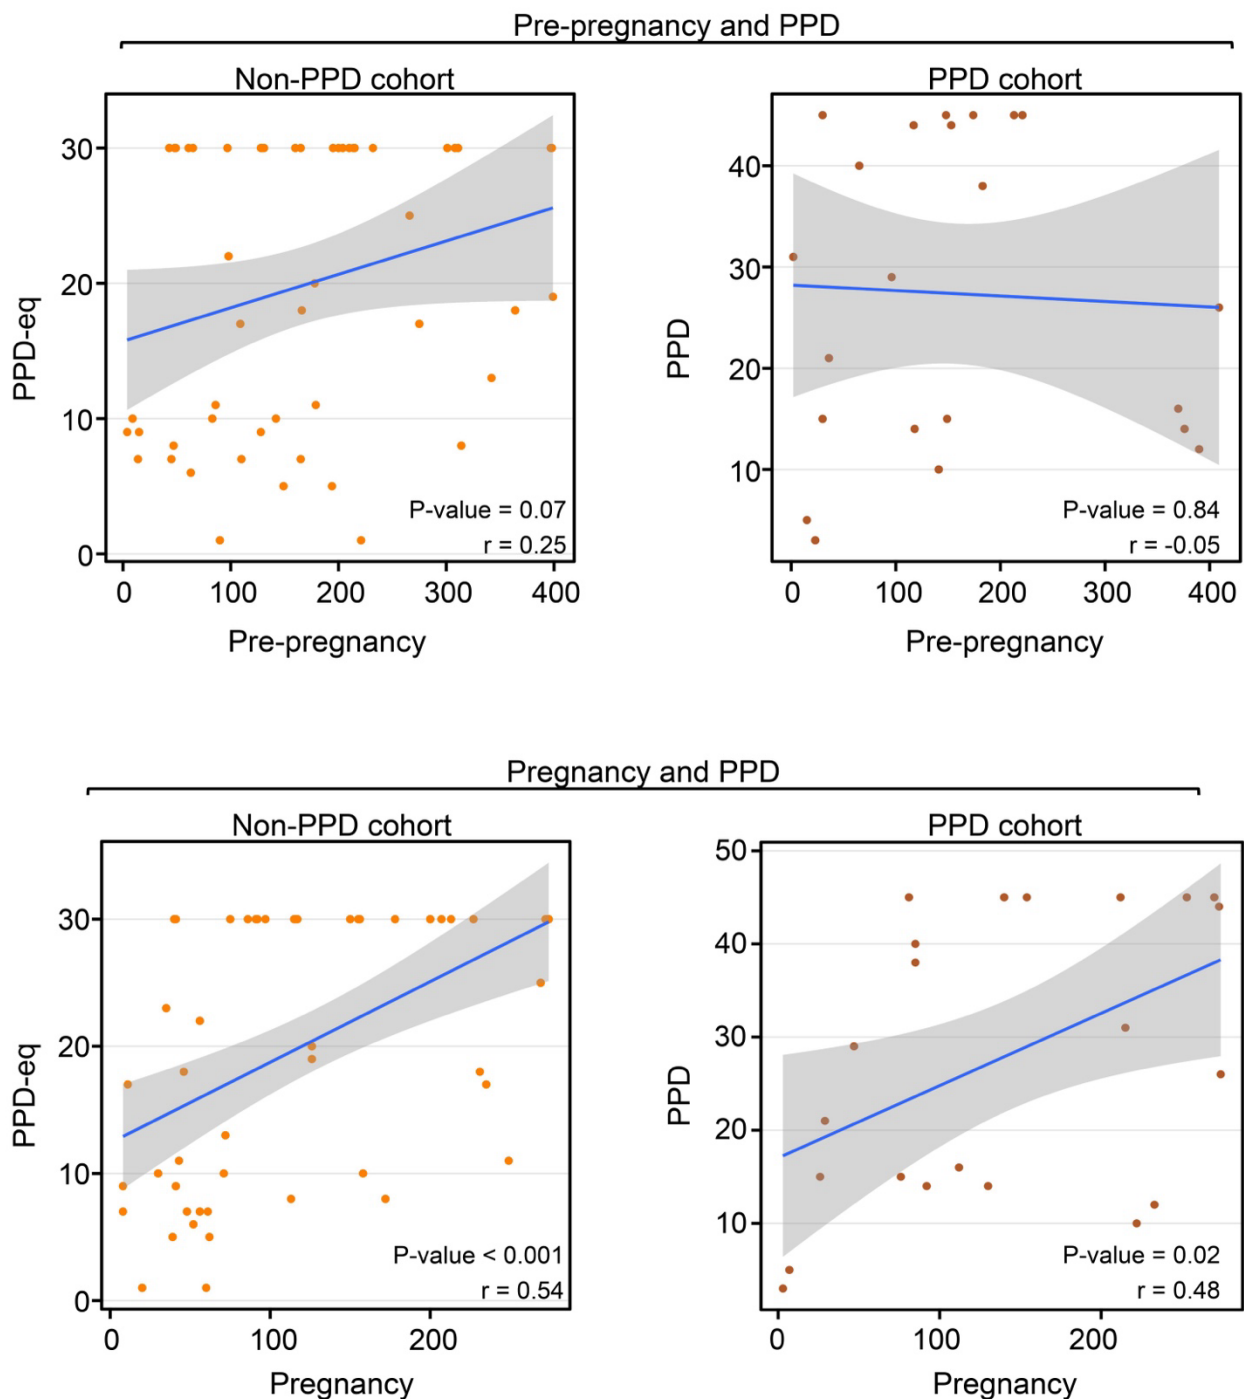 Pre-pregnancy and PPD
Non-PPD cohort
PPD-eq
30
20
10
0
P-value = 0.07
r = 0.25
0 100 200 300 400
Pre-pregnancy
PPD cohort
PPD
40
30
20
10
P-value = 0.84
r = -0.05
0 100 200 300 400
Pre-pregnancy
Pregnancy and PPD
Non-PPD cohort
PPD-eq
30
20
10
0
P-value < 0.001
r = 0.54
0 100 200
Pregnancy
PPD cohort
PPD
50
40
30
20
10
P-value = 0.02
r = 0.48
0 100 200
Pregnancy